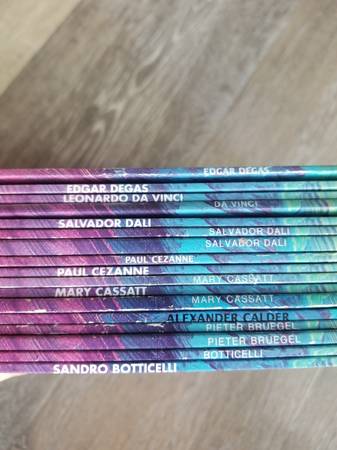 EDGAR DEGAS
EDGAR DEGAS
LEONARDO DA VINCI
DA VINCI
SALVADOR DALI
SALVADOR DALI
SALVADOR DALI
PAUL CEZANNE
PAUL CEZANNE
MARY CASSATT
MARY CASSATT
MARY CASSATT
ALEXANDER CALDER
PIETER BRUEGEL
PIETER BRUEGEL
BOTTICELLI
SANDRO BOTTICELLI